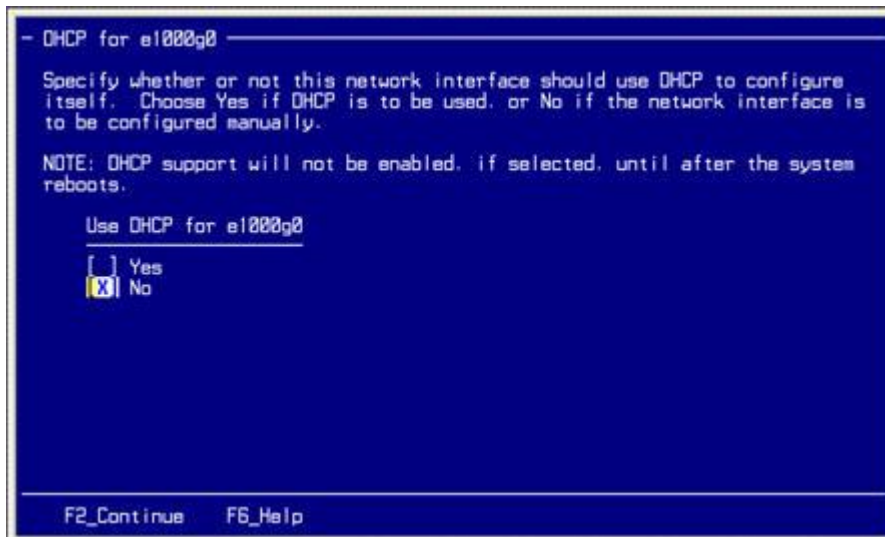 DHCP for e1000g0
Specify whether or not this network interface should use DHCP to configure
itself. Choose Yes if DHCP is to be used, or No if the network interface is
to be configured manually.
NOTE: DHCP support will not be enabled, if selected, until after the system
reboots.
Use DHCP for e1000g0
[ ] Yes
[X] No
F2_Continue F6_Help